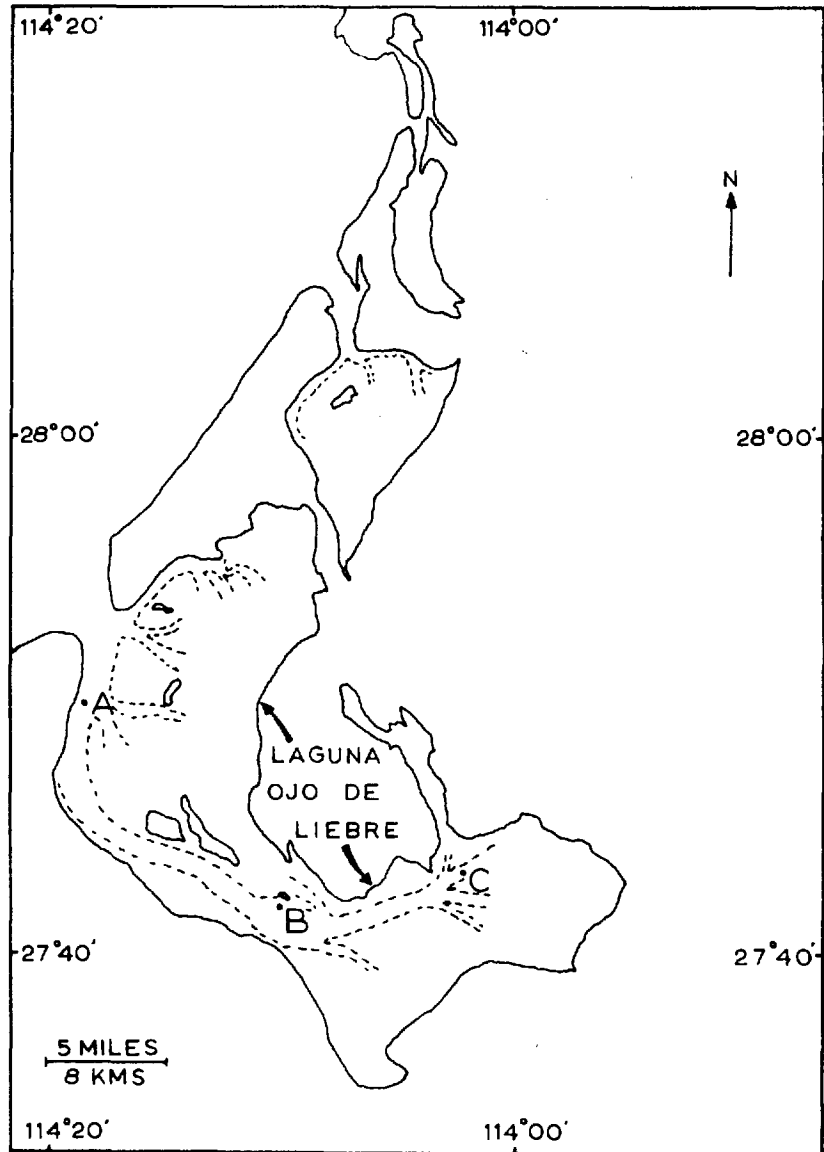 114°20'
114°00'
N
28°00'
28°00'
A
LAGUNA
OJO DE
LIEBRE
C
B
27°40'
27°40'
5 MILES
8 KMS
114°20'
114°00'